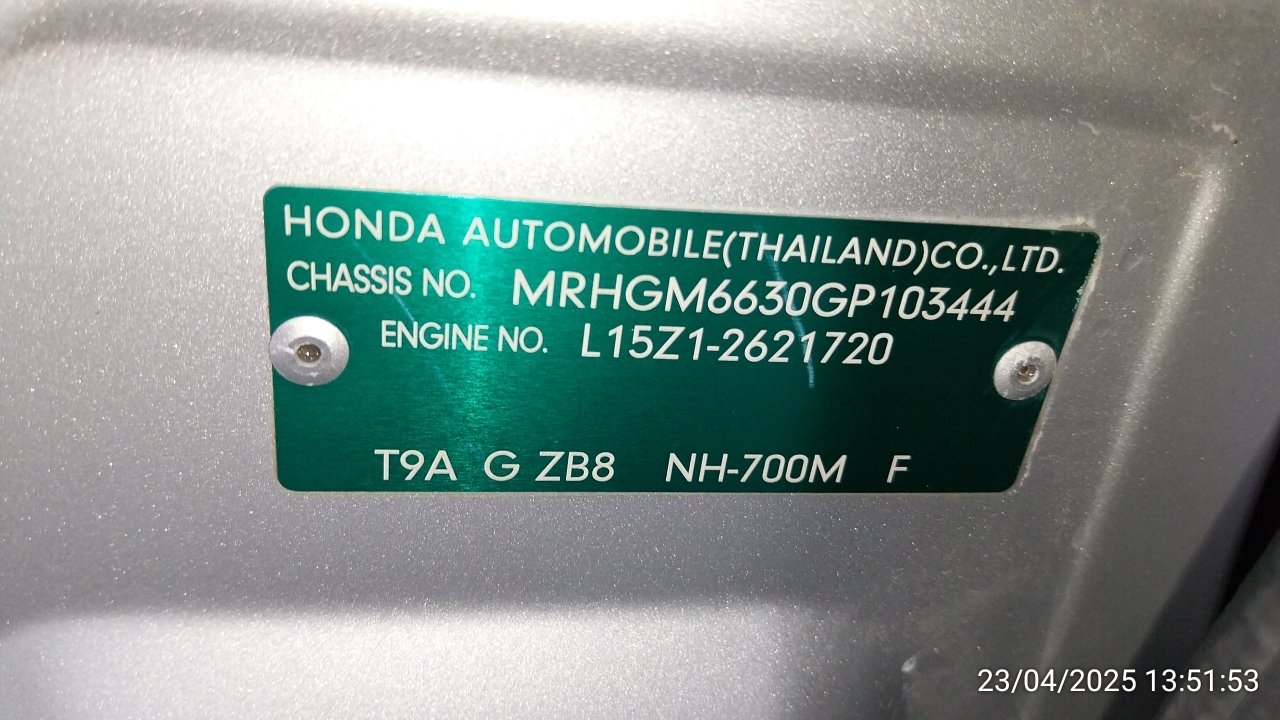 HONDA AUTOMOBILE(THAILAND)CO.,LTD.
CHASSIS NO. MRHGM6630GP103444
ENGINE NO. L15Z1-2621720
T9A G ZB8 NH-700M F
23/04/2025 13:51:53